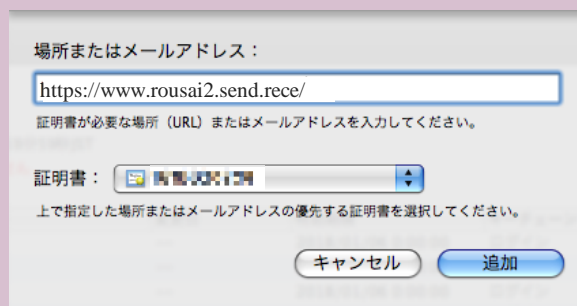 場所またはメールアドレス：
https://www.rousai2.send.rece/
証明書が必要な場所（URL）またはメールアドレスを入力してください。
証明書：
上で指定した場所またはメールアドレスの優先する証明書を選択してください。
キャンセル 追加